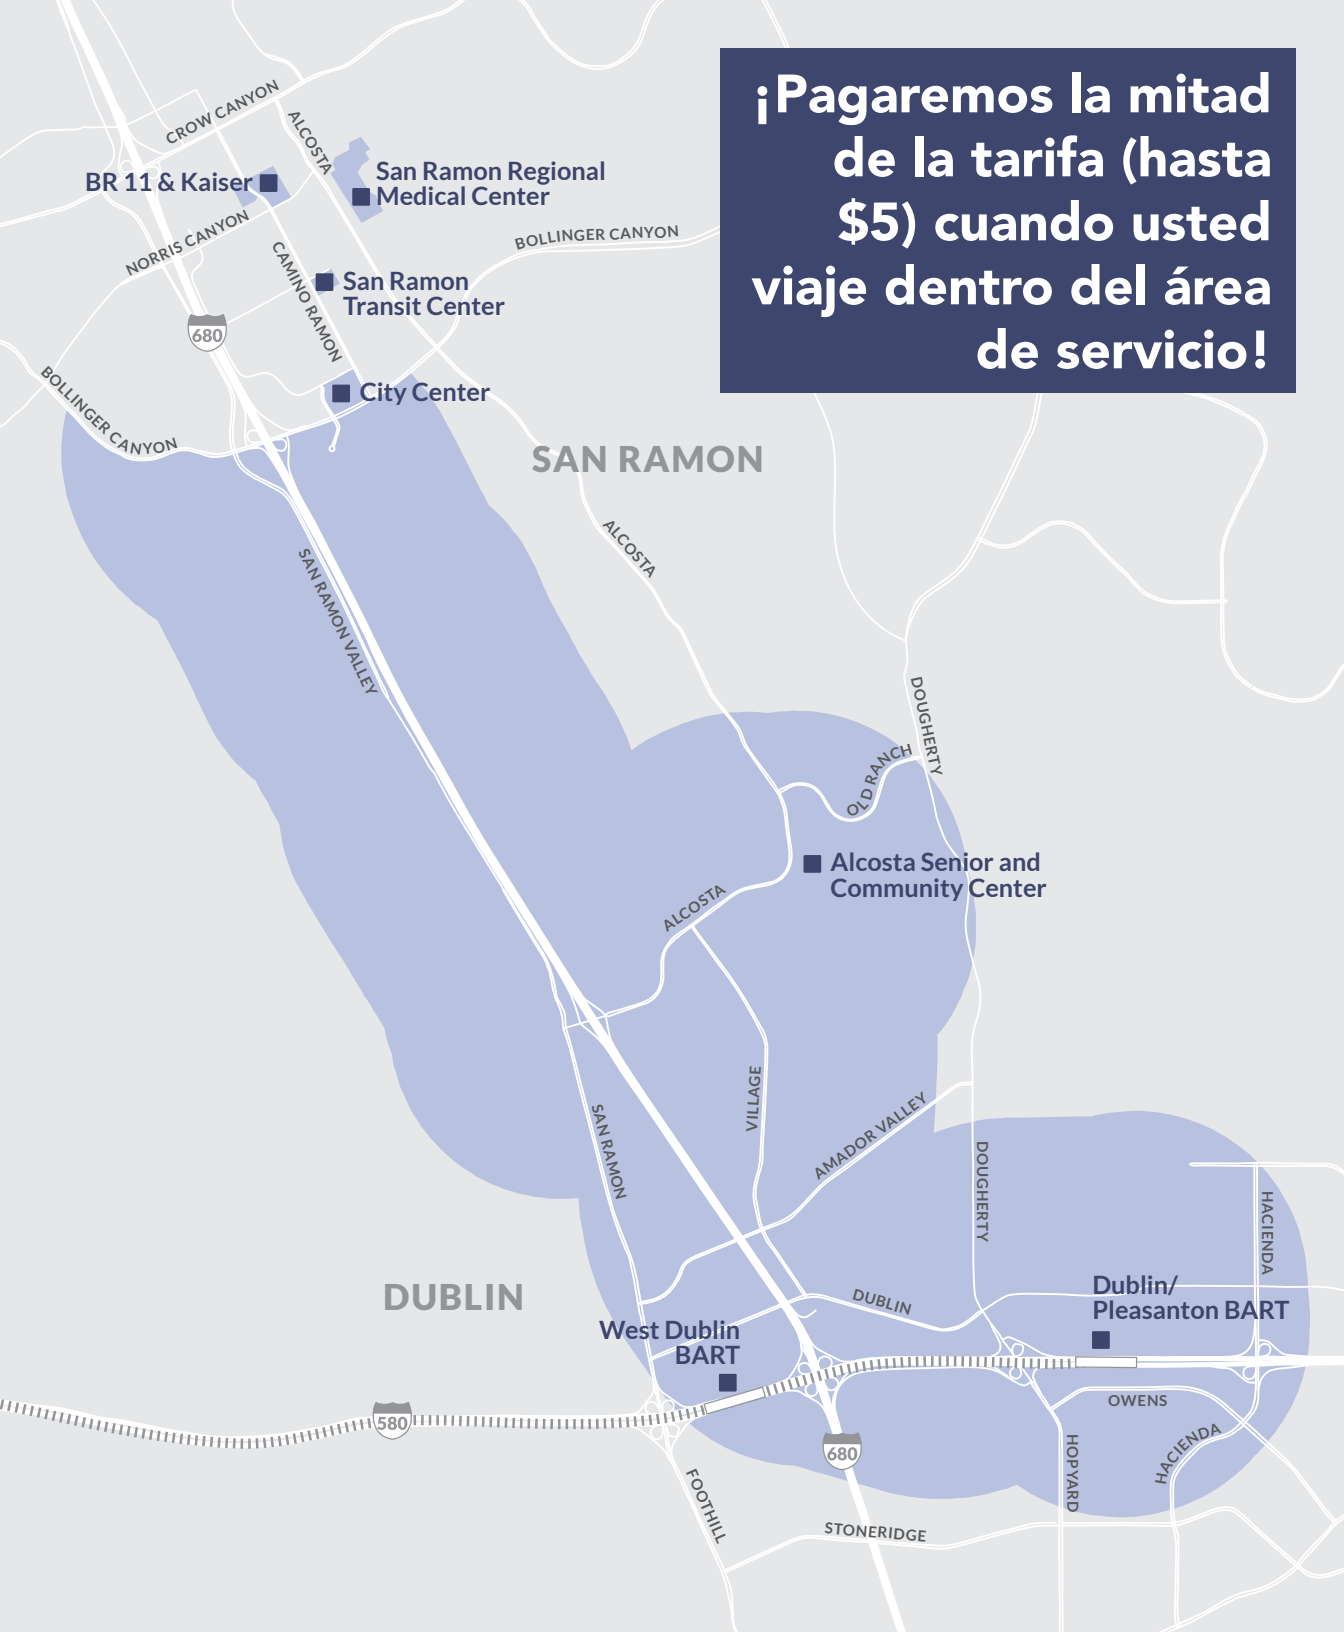 ¡Pagaremos la mitad
de la tarifa (hasta
$5) cuando usted
viaje dentro del área
de servicio!
CROW CANYON
ALCOSTA
BR 11 & Kaiser
San Ramon Regional
Medical Center
NORRIS CANYON
BOLLINGER CANYON
CAMINO RAMON
San Ramon
Transit Center
680
BOLLINGER CANYON
City Center
SAN RAMON
ALCOSTA
SAN RAMON VALLEY
DOUGHERTY
OLD RANCH
Alcosta Senior and
Community Center
ALCOSTA
VILLAGE
SAN RAMON
AMADOR VALLEY
DOUGHERTY
HACIENDA
DUBLIN
DUBLIN
Dublin/
Pleasanton BART
West Dublin
BART
OWENS
580
680
HOPYARD
HACIENDA
FOOTHILL
STONERIDGE